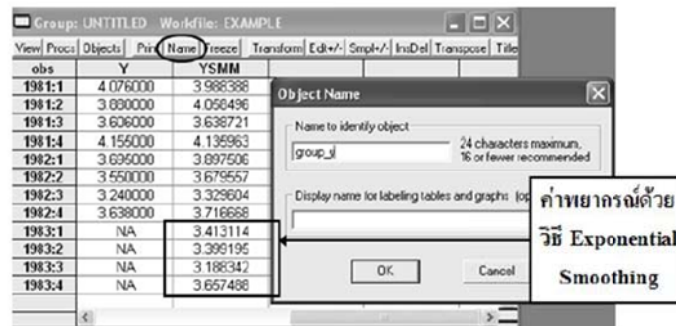 Group: UNTITLED Workfile: EXAMPLE
View Procs Objects Print Name Freeze Transform Edit+/- Smpl+/- InsDel Transpose Title
obs Y YSMM
1981:1 4.076000 3.988388
1981:2 3.880000 4.058496
1981:3 3.606000 3.638721
1981:4 4.155000 4.135963
1982:1 3.695000 3.897506
1982:2 3.550000 3.679557
1982:3 3.240000 3.329604
1982:4 3.638000 3.716668
1983:1 NA 3.413114
1983:2 NA 3.399195
1983:3 NA 3.188342
1983:4 NA 3.657488
Object Name
Name to identify object
group_y
24 characters maximum,
16 or fewer recommended
Display name for labeling tables and graphs (op
OK Cancel
ค่าพยากรณ์ด้วย
วิธี Exponential
Smoothing